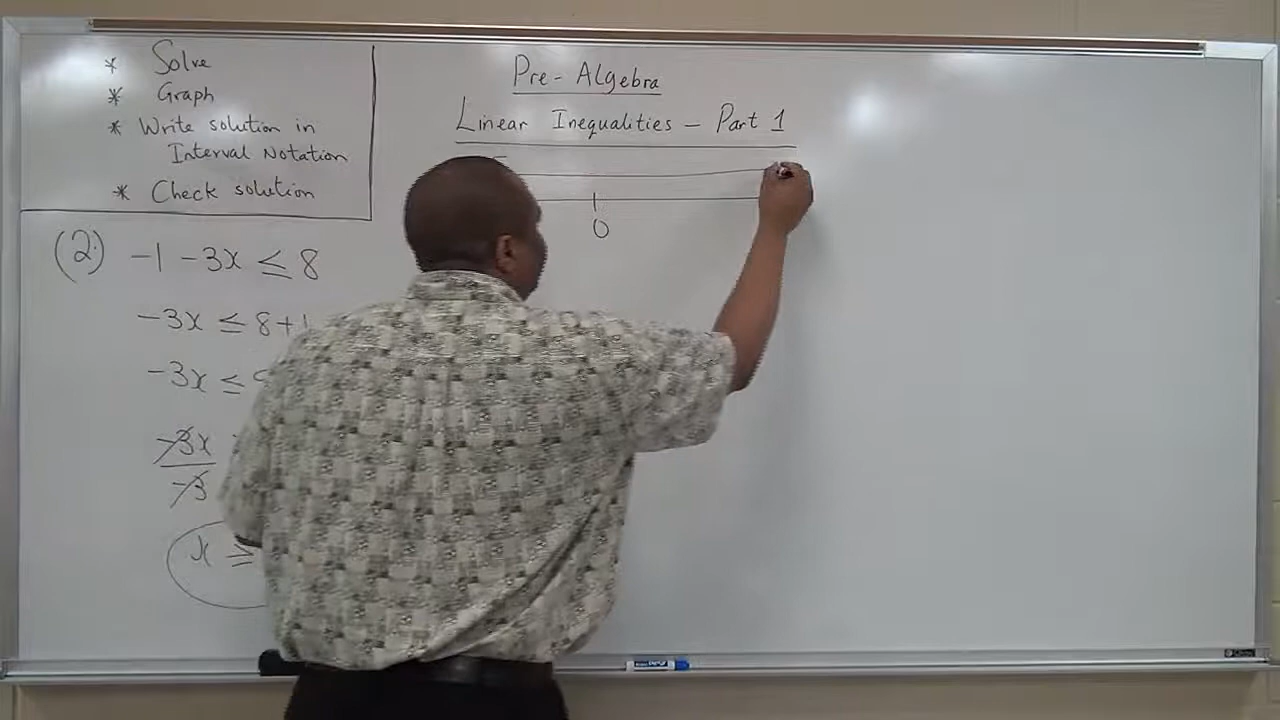 * Solve
* Graph
* Write solution in
Interval Notation
* Check solution
Pre-Algebra
Linear Inequalities - Part 1
0
(2.) -1 -3x ≤ 8
-3x ≤ 8+1
-3x ≤
-3x
-3
x ≥